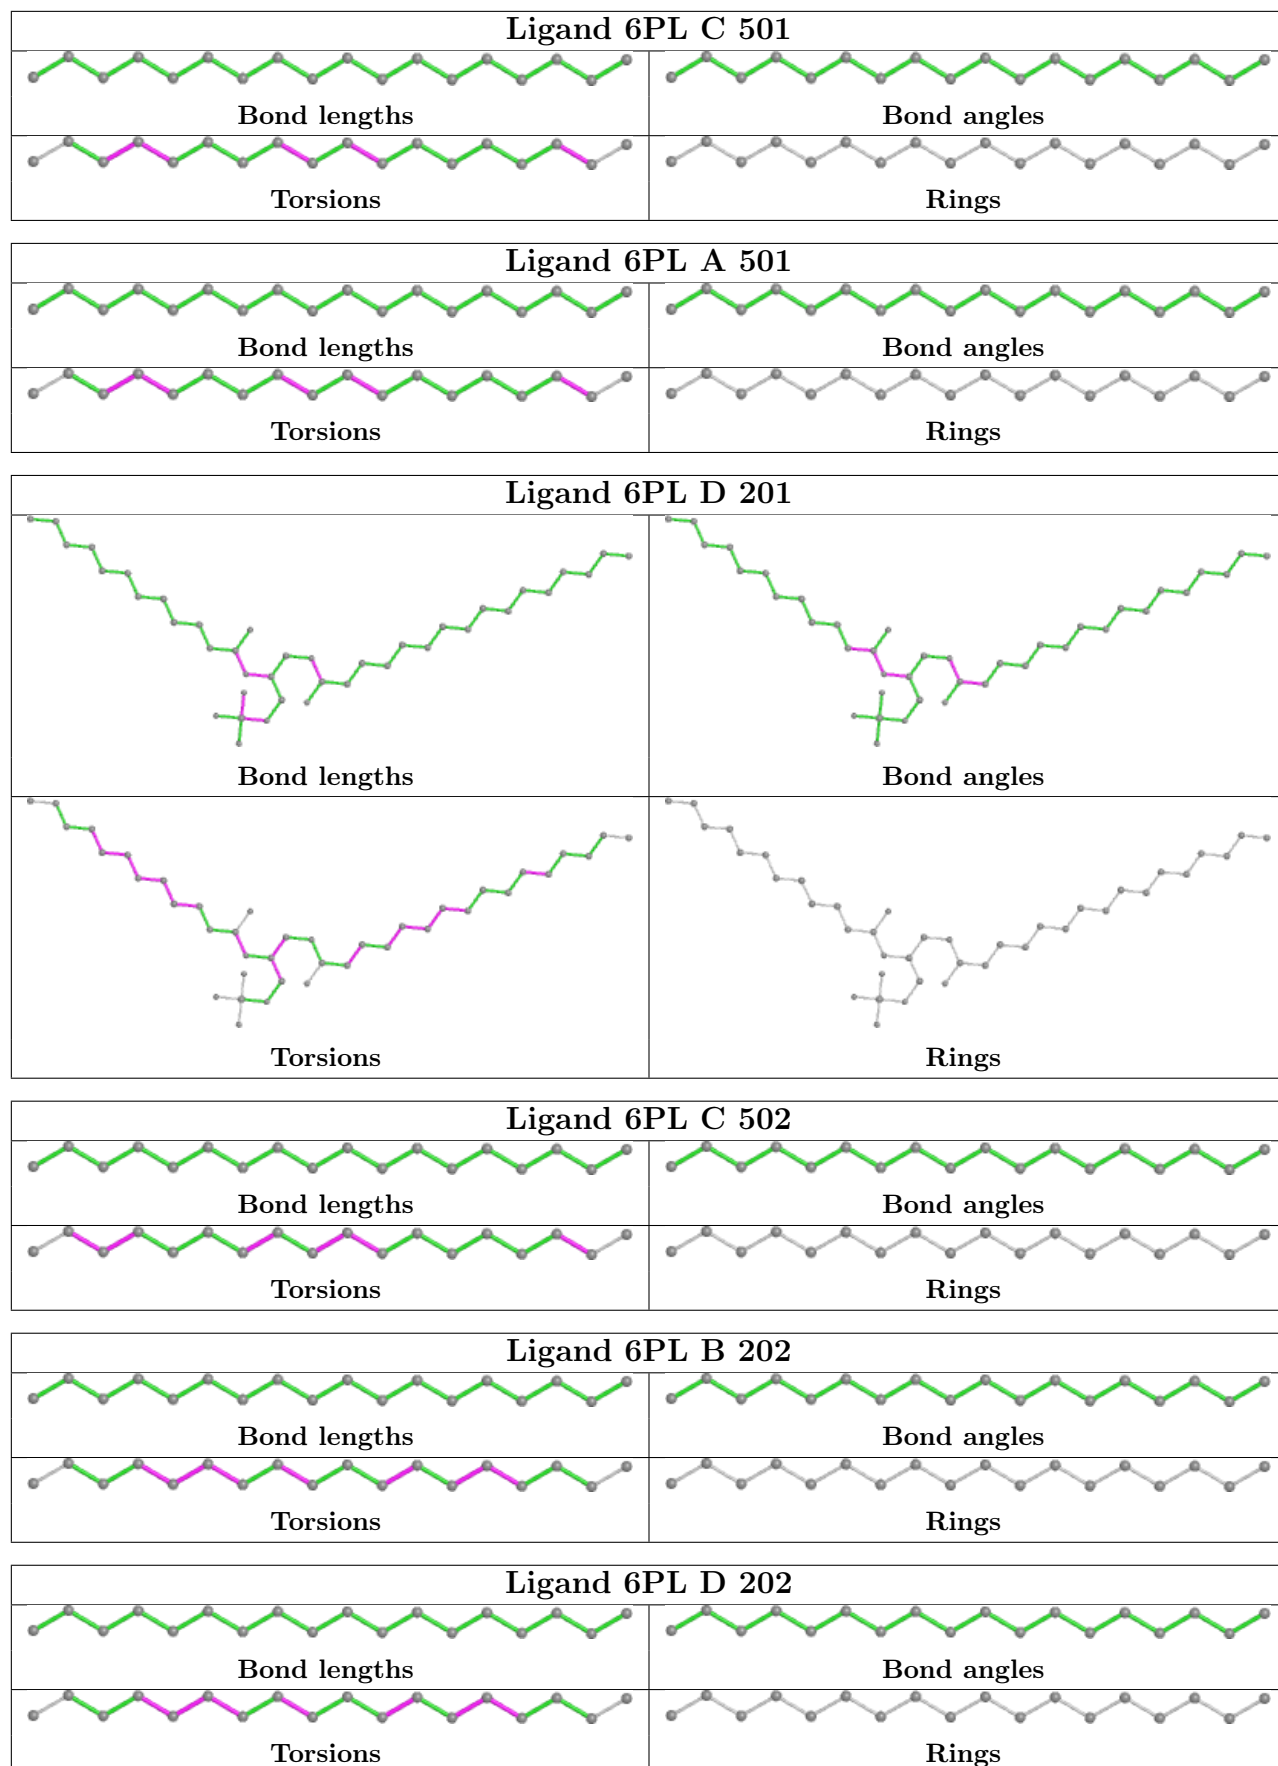 Ligand 6PL C 501
Bond lengths
Bond angles
Torsions
Rings
Ligand 6PL A 501
Bond lengths
Bond angles
Torsions
Rings
Ligand 6PL D 201
Bond lengths
Bond angles
Torsions
Rings
Ligand 6PL C 502
Bond lengths
Bond angles
Torsions
Rings
Ligand 6PL B 202
Bond lengths
Bond angles
Torsions
Rings
Ligand 6PL D 202
Bond lengths
Bond angles
Torsions
Rings